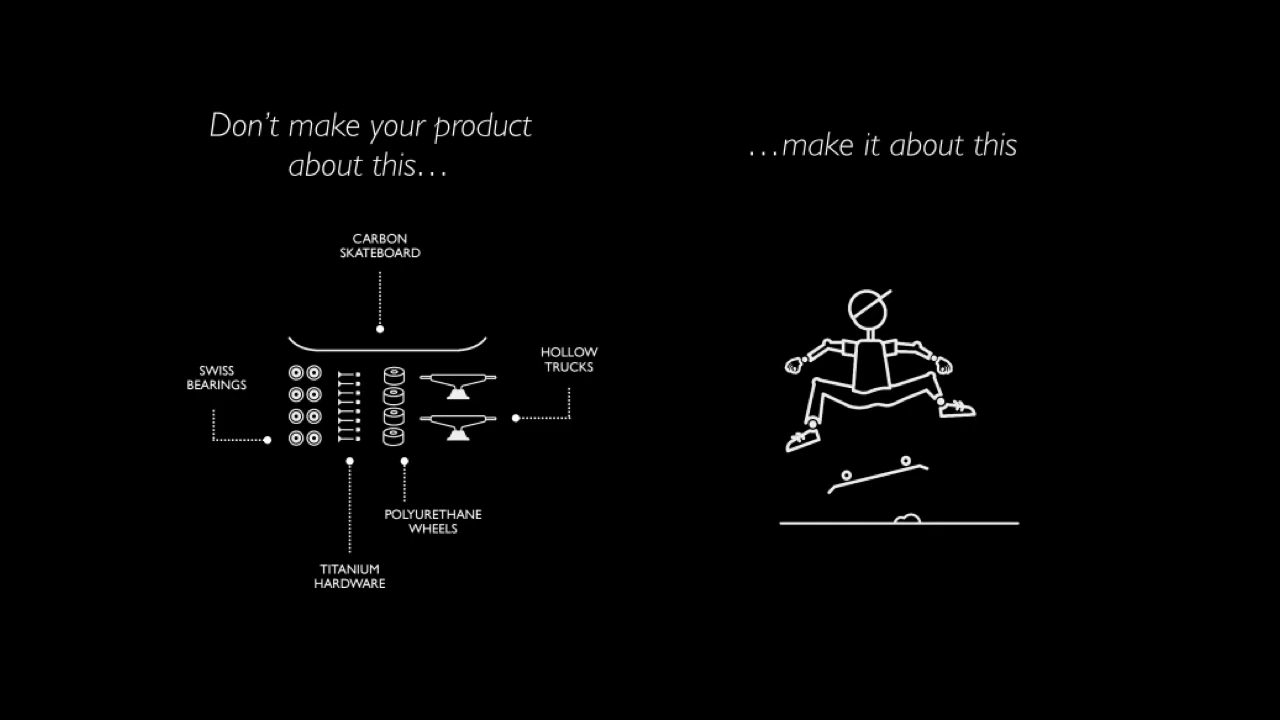 Don’t make your product
about this…
…make it about this
CARBON
SKATEBOARD
SWISS
BEARINGS
HOLLOW
TRUCKS
POLYURETHANE
WHEELS
TITANIUM
HARDWARE